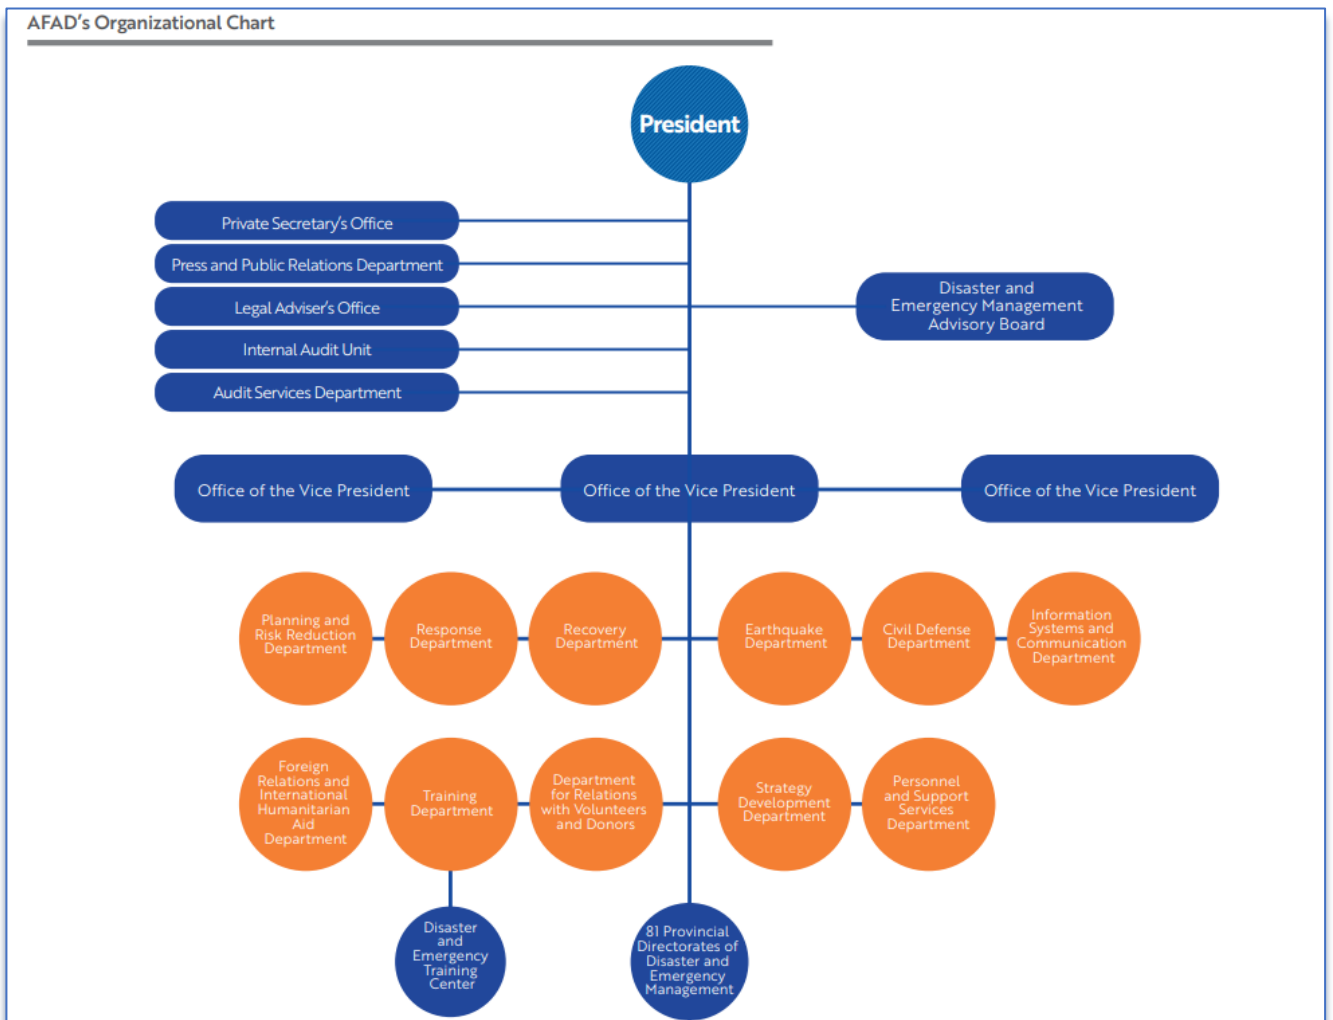 AFAD's Organizational Chart
President
Private Secretary's Office
Press and Public Relations Department
Legal Adviser's Office
Internal Audit Unit
Audit Services Department
Disaster and
Emergency Management
Advisory Board
Office of the Vice President
Office of the Vice President
Office of the Vice President
Planning and
Risk Reduction
Department
Response
Department
Recovery
Department
Earthquake
Department
Civil Defense
Department
Information
Systems and
Communication
Department
Foreign
Relations and
International
Humanitarian
Aid
Department
Training
Department
Department
for Relations
with Volunteers
and Donors
Strategy
Development
Department
Personnel
and Support
Services
Department
Disaster
and
Emergency
Training
Center
81 Provincial
Directorates of
Disaster and
Emergency
Management